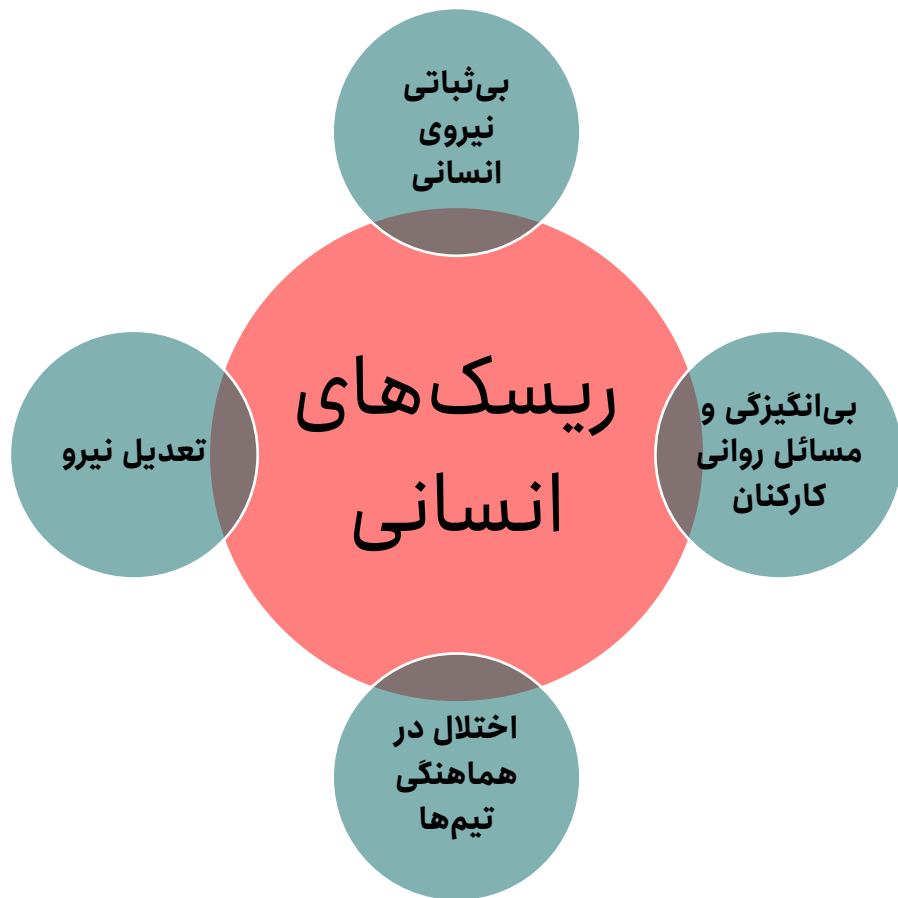 بی‌ثباتی
نیروی
انسانی
ریسک‌های
انسانی
بی‌انگیزگی و
مسائل روانی
کارکنان
تعدیل نیرو
اختلال در
هماهنگی
تیم‌ها